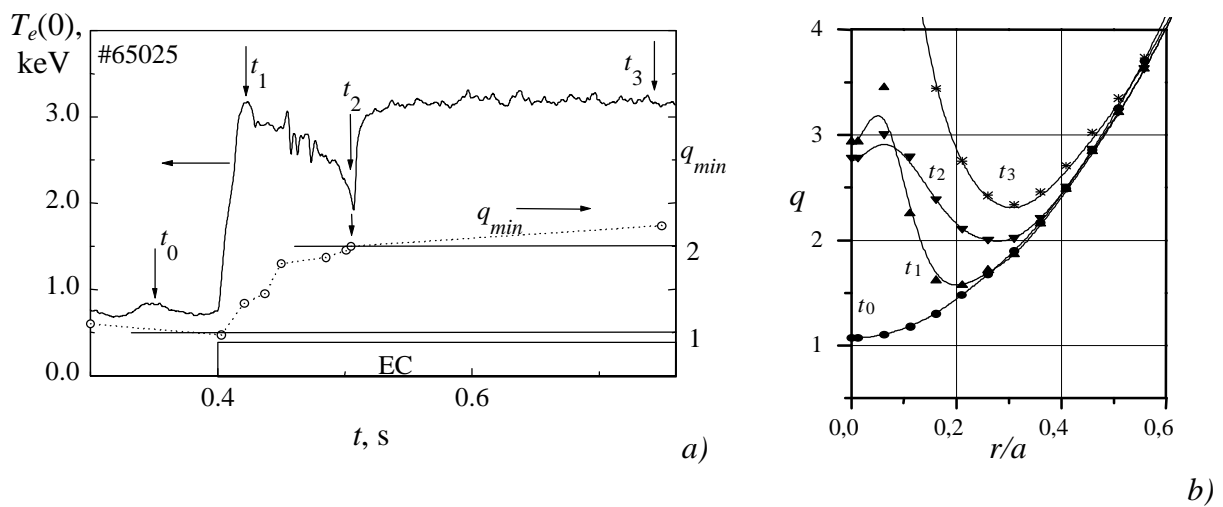 T_e(0),
keV
#65025
t_1
t_3
t_2
3.0
q_min
2.0
q_min
t_0
2
1.0
1
EC
0.0
0.4
0.6
t, s
a)
4
3
q
2
1
t_3
t_2
t_1
t_0
0,0
0,2
0,4
0,6
r/a
b)